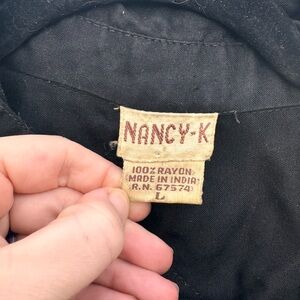 NANCY-K
100% RAYON
MADE IN INDIA
R.N. 67574
L